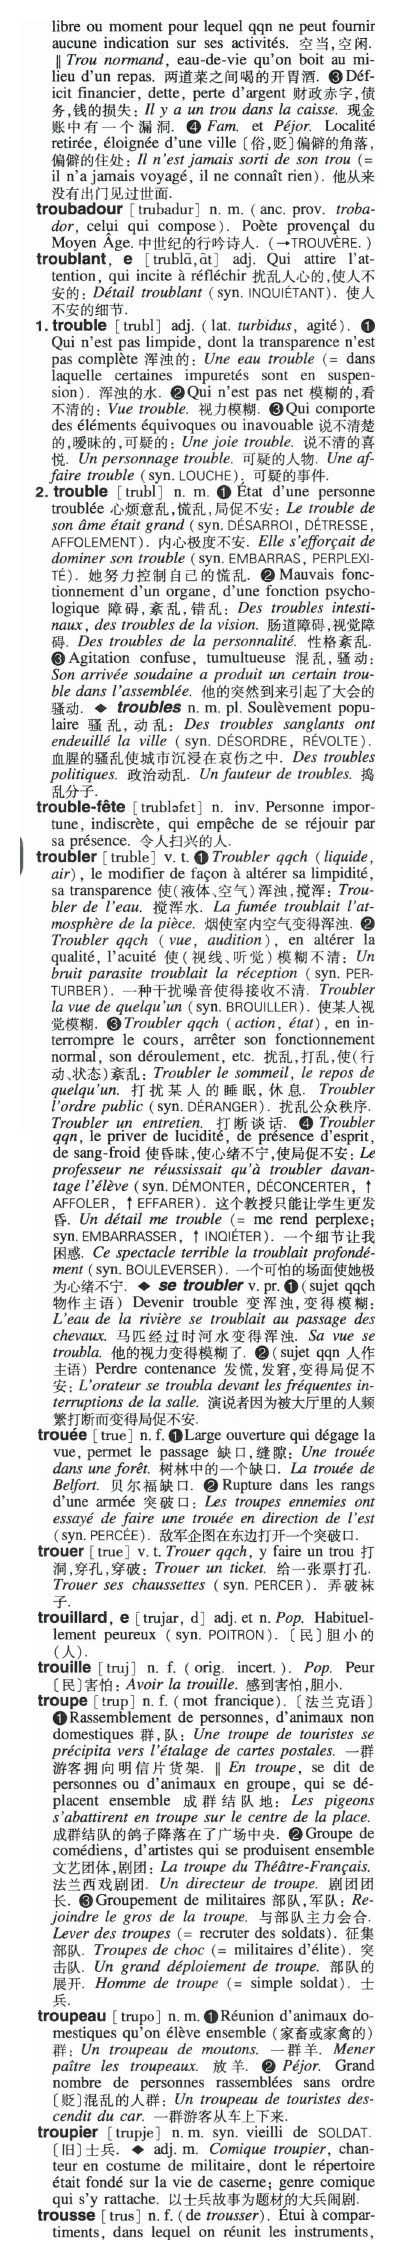 libre ou moment pour lequel qqn ne peut fournir
aucune indication sur ses activités. 空当,空闲.
‖ Trou normand, eau-de-vie qu'on boit au mi-
lieu d'un repas. 两道菜之间喝的开胃酒. ❸ Déf-
icit financier, dette, perte d'argent 财政赤字,债
务,钱的损失: Il y a un trou dans la caisse. 现金
账中有一个漏洞. ❹ Fam. et Péjor. Localité
retirée, éloignée d'une ville〔俗,贬〕偏僻的角落,
偏僻的住处: Il n'est jamais sorti de son trou (=
il n'a jamais voyagé, il ne connaît rien). 他从来
没有出门见过世面.
troubadour [trubadur] n. m. (anc. prov. troba-
dor, celui qui compose). Poète provençal du
Moyen Âge. 中世纪的行吟诗人. (→TROUVÈRE.)
troublant, e [trublɑ̃,ɑ̃t] adj. Qui attire l'at-
tention, qui incite à réfléchir 扰乱人心的,使人不
安的: Détail troublant (syn. INQUIÉTANT). 使人
不安的细节.
1. trouble [trubl] adj. (lat. turbidus, agité). ❶
Qui n'est pas limpide, dont la transparence n'est
pas complète 浑浊的: Une eau trouble (= dans
laquelle certaines impuretés sont en suspen-
sion). 浑浊的水. ❷Qui n'est pas net 模糊的,看
不清的: Vue trouble. 视力模糊. ❸Qui comporte
des éléments équivoques ou inavouable 说不清楚
的,暧昧的,可疑的: Une joie trouble. 说不清的喜
悦. Un personnage trouble. 可疑的人物. Une af-
faire trouble (syn. LOUCHE). 可疑的事件.
2. trouble [trubl] n. m. ❶ État d'une personne
troublée 心烦意乱,慌乱,局促不安: Le trouble de
son âme était grand (syn. DÉSARROI, DÉTRESSE,
AFFOLEMENT). 内心极度不安. Elle s'efforçait de
dominer son trouble (syn. EMBARRAS, PERPLEXI-
TÉ). 她努力控制自己的慌乱. ❷ Mauvais fonc-
tionnement d'un organe, d'une fonction psycho-
logique 障碍,紊乱,错乱: Des troubles intesti-
naux, des troubles de la vision. 肠道障碍,视觉障
碍. Des troubles de la personnalité. 性格紊乱.
❸ Agitation confuse, tumultueuse 混乱,骚动:
Son arrivée soudaine a produit un certain trou-
ble dans l'assemblée. 他的突然到来引起了大会的
骚动. ◆ troubles n. m. pl. Soulèvement popu-
laire 骚乱,动乱: Des troubles sanglants ont
endeuillé la ville (syn. DÉSORDRE, RÉVOLTE).
血腥的骚乱使城市沉浸在哀伤之中. Des troubles
politiques. 政治动乱. Un fauteur de troubles. 捣
乱分子.
trouble-fête [trubləfɛt] n. inv. Personne impor-
tune, indiscrète, qui empêche de se réjouir par
sa présence. 令人扫兴的人.
troubler [truble] v. t. ❶ Troubler qqch (liquide,
air), le modifier de façon à altérer sa limpidité,
sa transparence 使(液体、空气)浑浊,搅浑: Trou-
bler de l'eau. 搅浑水. La fumée troublait l'at-
mosphère de la pièce. 烟使室内空气变得浑浊. ❷
Troubler qqch (vue, audition), en altérer la
qualité, l'acuité 使(视线、听觉)模糊不清: Un
bruit parasite troublait la réception (syn. PER-
TURBER). 一种干扰噪音使得接收不清. Troubler
la vue de quelqu'un (syn. BROUILLER). 使某人视
觉模糊. ❸ Troubler qqch (action, état), en in-
terrompre le cours, arrêter son fonctionnement
normal, son déroulement, etc. 扰乱,打乱,使(行
动、状态)紊乱: Troubler le sommeil, le repos de
quelqu'un. 打扰某人的睡眠,休息. Troubler
l'ordre public (syn. DÉRANGER). 扰乱公众秩序.
Troubler un entretien. 打断谈话. ❹ Troubler
qqn, le priver de lucidité, de présence d'esprit,
de sang-froid 使昏昧,使心绪不宁,使局促不安: Le
professeur ne réussissait qu'à troubler davan-
tage l'élève (syn. DÉMONTER, DÉCONCERTER, ↑
AFFOLER, ↑EFFARER). 这个教授只能让学生更发
昏. Un détail me trouble (= me rend perplexe;
syn. EMBARRASSER, ↑ INQIÉTER). 一个细节让我
困惑. Ce spectacle terrible la troublait profondé-
ment (syn. BOULEVERSER). 一个可怕的场面使她极
为心绪不宁. ◆ se troubler v. pr. ❶(sujet qqch
物作主语) Devenir trouble 变浑浊,变得模糊:
L'eau de la rivière se troublait au passage des
chevaux. 马匹经过时河水变得浑浊. Sa vue se
troubla. 他的视力变得模糊了. ❷(sujet qqn 人作
主语) Perdre contenance 发慌,发窘,变得局促不
安: L'orateur se troubla devant les fréquentes in-
terruptions de la salle. 演说者因为被大厅里的人频
繁打断而变得局促不安.
trouée [true] n. f. ❶Large ouverture qui dégage la
vue, permet le passage 缺口,缝隙: Une trouée
dans une forêt. 树林中的一个缺口. La trouée de
Belfort. 贝尔福缺口. ❷ Rupture dans les rangs
d'une armée 突破口: Les troupes ennemies ont
essayé de faire une trouée en direction de l'est
(syn. PERCÉE). 敌军企图在东边打开一个突破口.
trouer [true] v. t. Trouer qqch, y faire un trou 打
洞,穿孔,穿破: Trouer un ticket. 给一张票打孔.
Trouer ses chaussettes (syn. PERCER). 弄破袜
子.
trouillard, e [trujar, d] adj. et n. Pop. Habituel-
lement peureux (syn. POITRON). 〔民〕胆小的
(人).
trouille [truj] n. f. (orig. incert.). Pop. Peur
〔民〕害怕: Avoir la trouille. 感到害怕,胆小.
troupe [trup] n. f. (mot francique). 〔法兰克语〕
❶Rassemblement de personnes, d'animaux non
domestiques 群,队: Une troupe de touristes se
précipita vers l'étalage de cartes postales. 一群
游客拥向明信片货架. ‖ En troupe, se dit de
personnes ou d'animaux en groupe, qui se dé-
placent ensemble 成群结队地: Les pigeons
s'abattirent en troupe sur le centre de la place.
成群结队的鸽子降落在了广场中央. ❷Groupe de
comédiens, d'artistes qui se produisent ensemble
文艺团体,剧团: La troupe du Théâtre-Français.
法兰西戏剧团. Un directeur de troupe. 剧团团
长. ❸Groupement de militaires 部队,军队: Re-
joindre le gros de la troupe. 与部队主力会合.
Lever des troupes (= recruter des soldats). 征集
部队. Troupes de choc (= militaires d'élite). 突
击队. Un grand déploiement de troupe. 部队的
展开. Homme de troupe (= simple soldat). 士
兵.
troupeau [trupo] n. m. ❶Réunion d'animaux do-
mestiques qu'on élève ensemble (家畜或家禽的)
群: Un troupeau de moutons. 一群羊. Mener
paître les troupeaux. 放羊. ❷ Péjor. Grand
nombre de personnes rassemblées sans ordre
〔贬〕混乱的人群: Un troupeau de touristes des-
cendit du car. 一群游客从车上下来.
troupier [trupje] n. m. syn. vieilli de SOLDAT.
〔旧〕士兵. ◆ adj. m. Comique troupier, chan-
teur en costume de militaire, dont le répertoire
était fondé sur la vie de caserne; genre comique
qui s'y rattache. 以士兵故事为题材的大兵闹剧.
trousse [trus] n. f. (de trousser). Étui à compar-
timents, dans lequel on réunit les instruments,